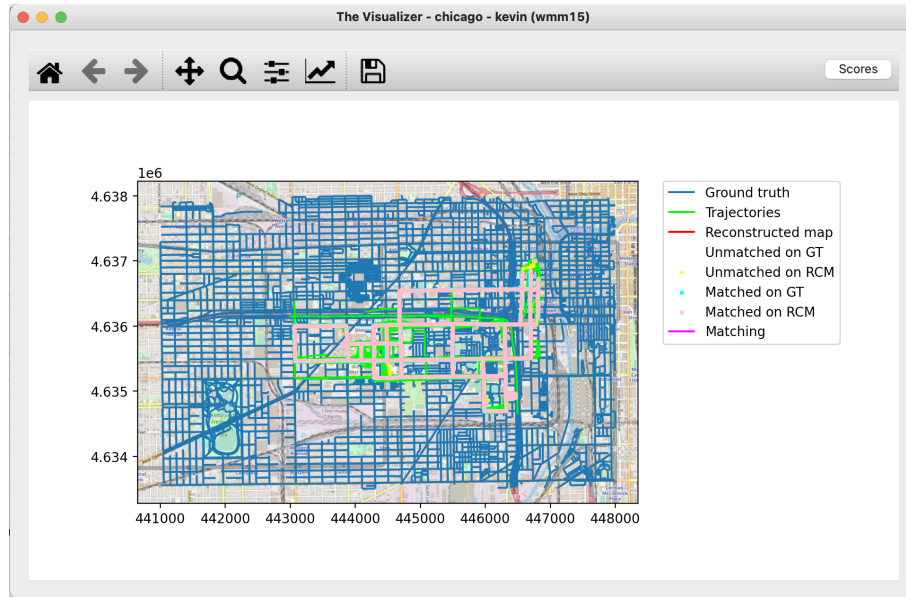 The Visualizer - chicago - kevin (wmm15)
Scores
1e6
4.638
4.637
4.636
4.635
4.634
441000 442000 443000 444000 445000 446000 447000 448000
Ground truth
Trajectories
Reconstructed map
Unmatched on GT
Unmatched on RCM
Matched on GT
Matched on RCM
Matching